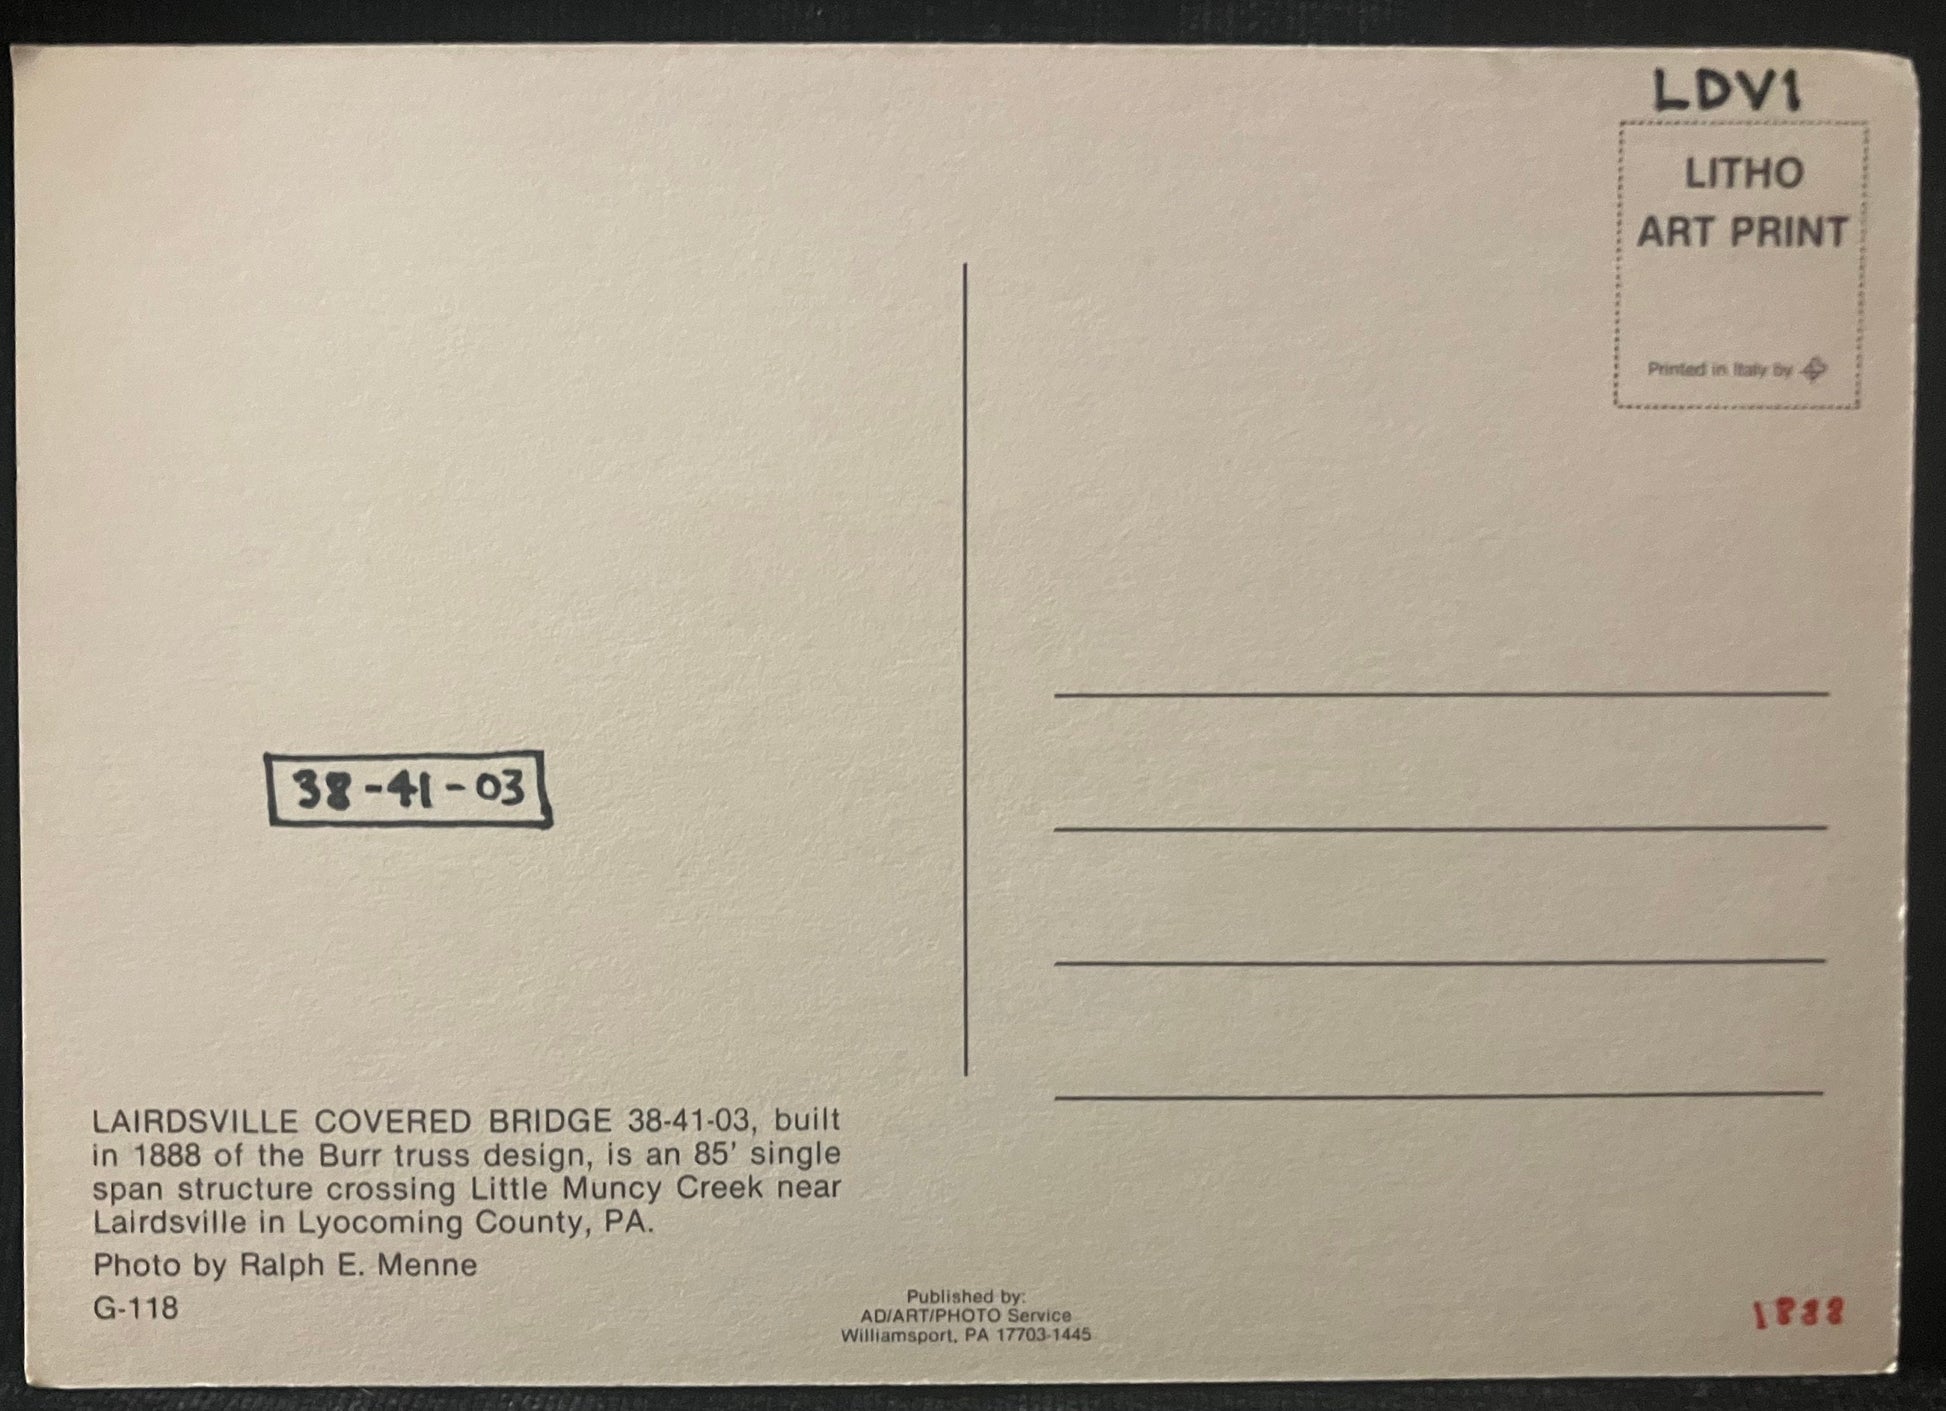 LDV1
LITHO
ART PRINT
Printed in Italy by
38-41-03
LAIRDSVILLE COVERED BRIDGE 38-41-03, built
in 1888 of the Burr truss design, is an 85' single
span structure crossing Little Muncy Creek near
Lairdsville in Lyocoming County, PA.
Photo by Ralph E. Menne
G-118
Published by:
AD/ART/PHOTO Service
Williamsport, PA 17703-1445
1888